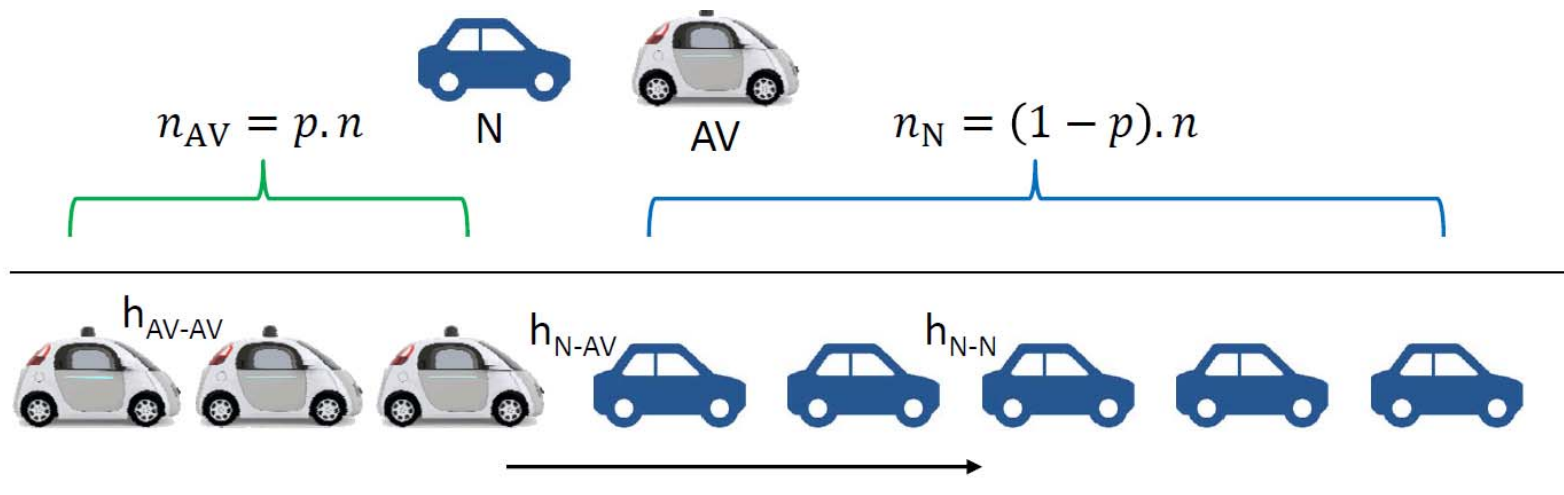 N
AV
n_AV = p.n
n_N = (1 − p).n
h_AV-AV
h_N-AV
h_N-N